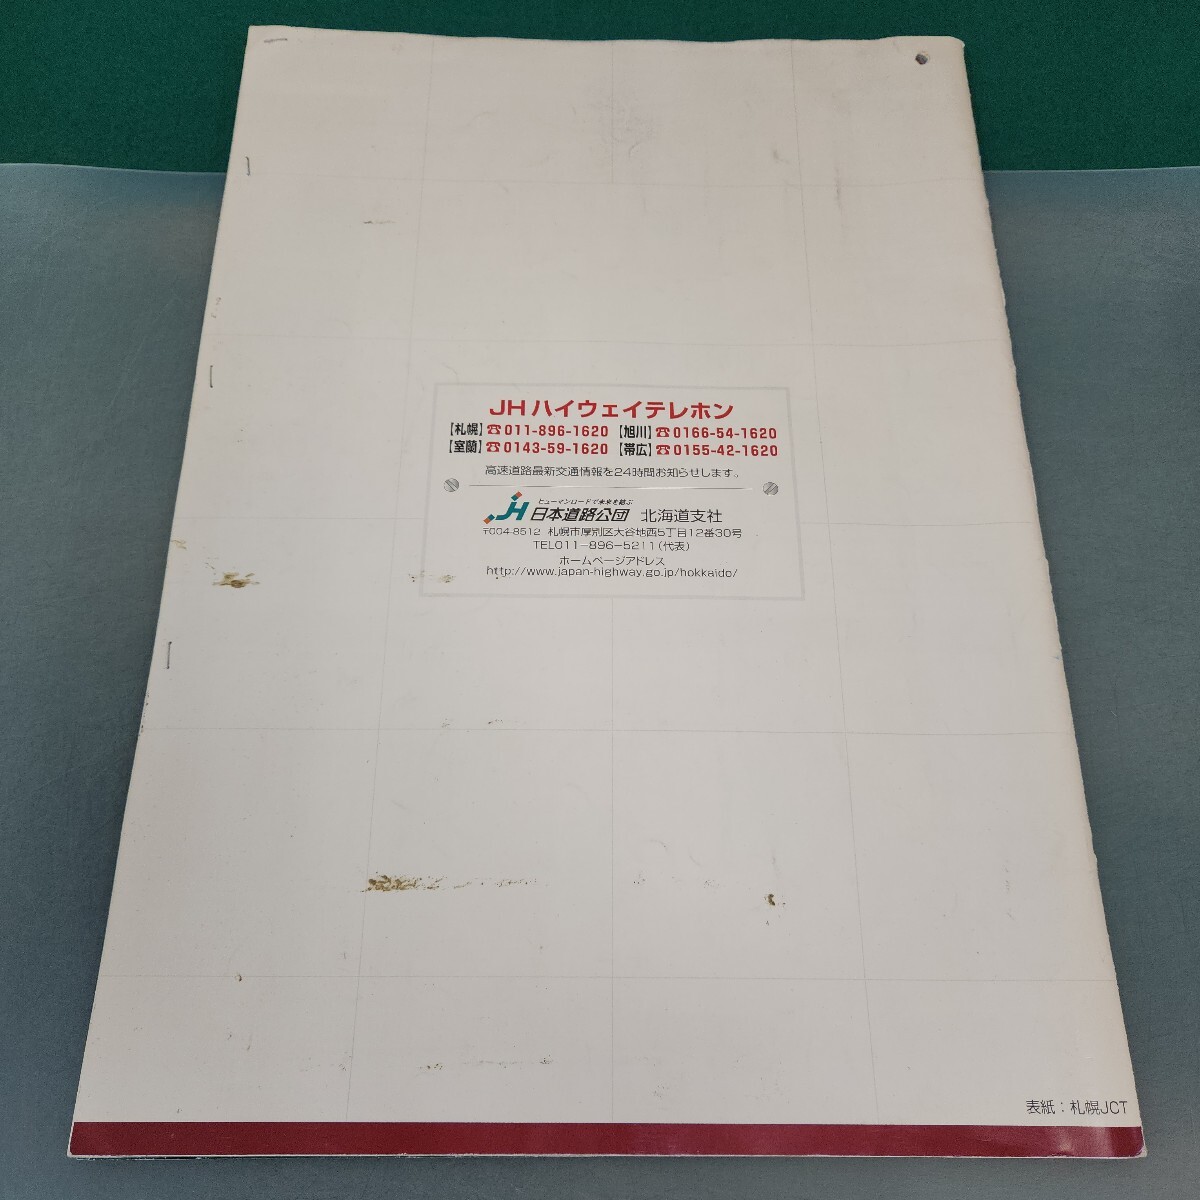 JHハイウェイテレホン
【札幌】☎011-896-1620 【旭川】☎0166-54-1620
【室蘭】☎0143-59-1620 【帯広】☎0155-42-1620
高速道路最新交通情報を24時間お知らせします。
ヒューマンロードで未来を結ぶ
JH 日本道路公団 北海道支社
〒004-8512 札幌市厚別区大谷地西5丁目12番30号
TEL011-896-5211(代表)
ホームページアドレス
http://www.japan-highway.go.jp/hokkaido/
表紙:札幌JCT